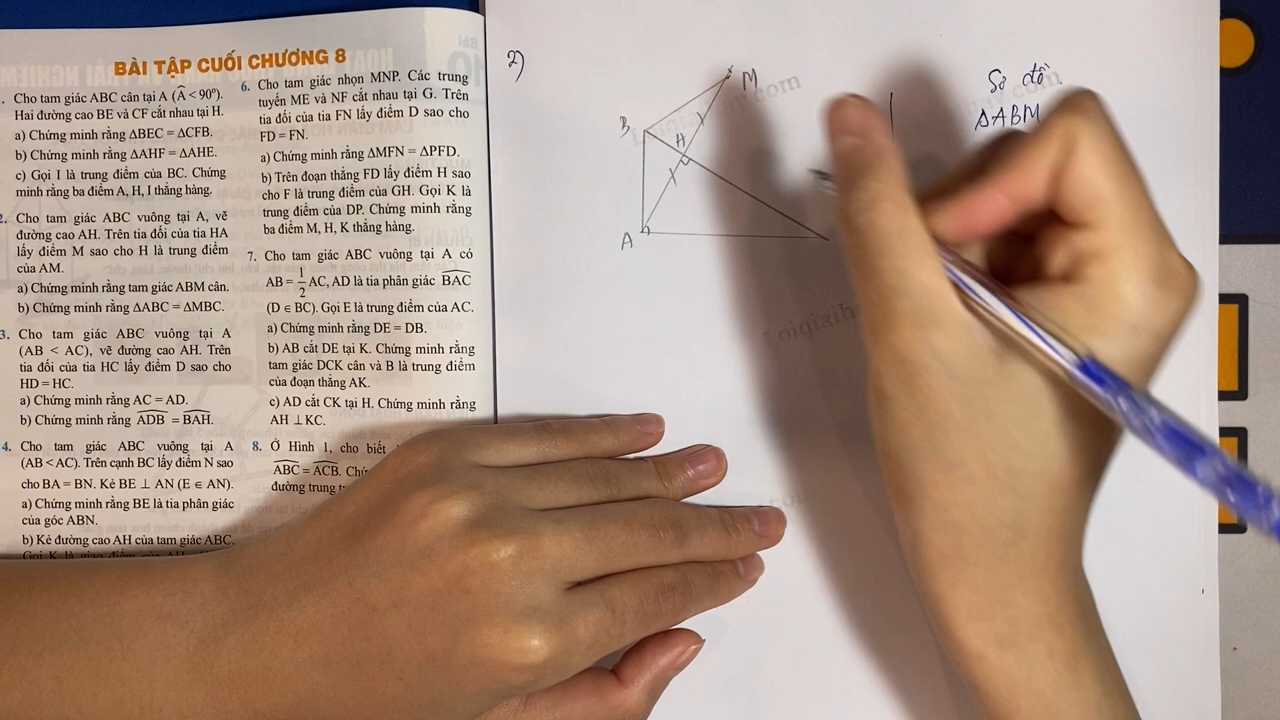 BÀI TẬP CUỐI CHƯƠNG 8
. Cho tam giác ABC cân tại A (Â < 90°).
Hai đường cao BE và CF cắt nhau tại H.
a) Chứng minh rằng ΔBEC = ΔCFB.
b) Chứng minh rằng ΔAHF = ΔAHE.
c) Gọi I là trung điểm của BC. Chứng
minh rằng ba điểm A, H, I thẳng hàng.
2. Cho tam giác ABC vuông tại A, vẽ
đường cao AH. Trên tia đối của tia HA
lấy điểm M sao cho H là trung điểm
của AM.
a) Chứng minh rằng tam giác ABM cân.
b) Chứng minh rằng ΔABC = ΔMBC.
3. Cho tam giác ABC vuông tại A
(AB < AC), vẽ đường cao AH. Trên
tia đối của tia HC lấy điểm D sao cho
HD = HC.
a) Chứng minh rằng AC = AD.
b) Chứng minh rằng ADB = BAH.
4. Cho tam giác ABC vuông tại A
(AB < AC). Trên cạnh BC lấy điểm N sao
cho BA = BN. Kẻ BE ⊥ AN (E ∈ AN).
a) Chứng minh rằng BE là tia phân giác
của góc ABN.
b) Kẻ đường cao AH của tam giác ABC.
Gọi K là giao điểm của AH
6. Cho tam giác nhọn MNP. Các trung
tuyến ME và NF cắt nhau tại G. Trên
tia đối của tia FN lấy điểm D sao cho
FD = FN.
a) Chứng minh rằng ΔMFN = ΔPFD.
b) Trên đoạn thẳng FD lấy điểm H sao
cho F là trung điểm của GH. Gọi K là
trung điểm của DP. Chứng minh rằng
ba điểm M, H, K thẳng hàng.
7. Cho tam giác ABC vuông tại A có
AB = 1/2 AC, AD là tia phân giác BAC
(D ∈ BC). Gọi E là trung điểm của AC.
a) Chứng minh rằng DE = DB.
b) AB cắt DE tại K. Chứng minh rằng
tam giác DCK cân và B là trung điểm
của đoạn thẳng AK.
c) AD cắt CK tại H. Chứng minh rằng
AH ⊥ KC.
8. Ở Hình 1, cho biết
ABC = ACB.
đường trung
2)
M
B
H
A
Sơ đồ
ΔABM